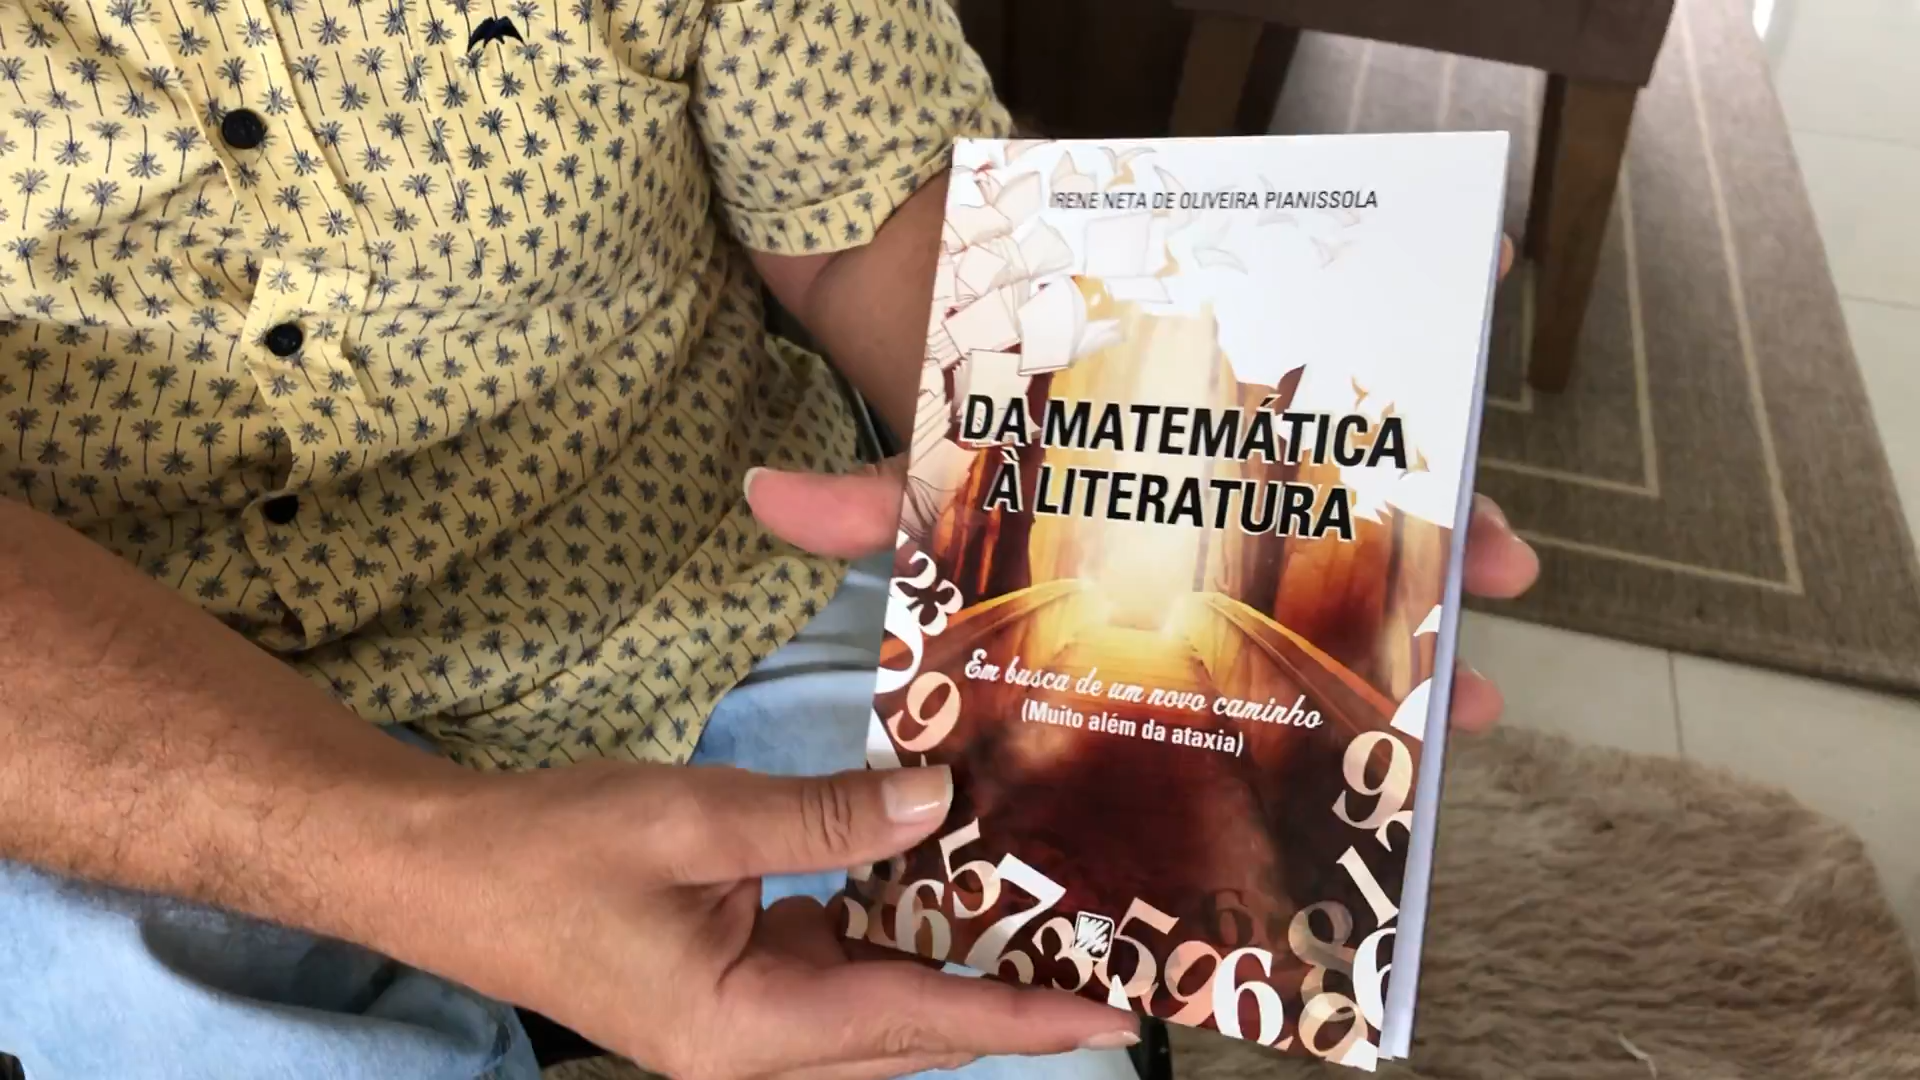 IRENE NETA DE OLIVEIRA PIANISSOLA
DA MATEMÁTICA
À LITERATURA
Em busca de um novo caminho
(Muito além da ataxia)